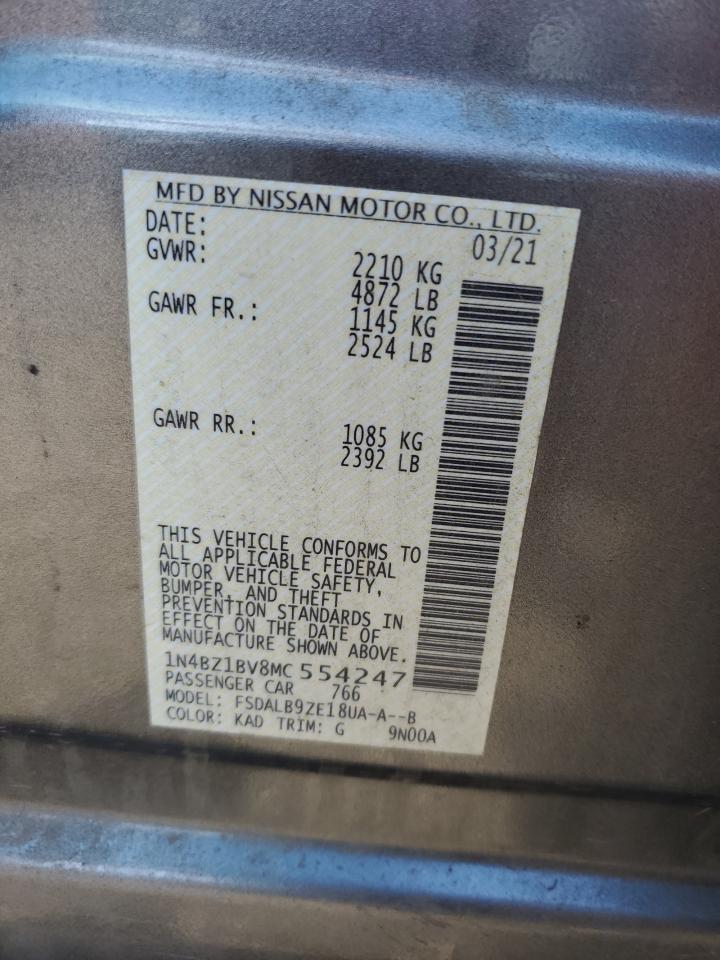 MFD BY NISSAN MOTOR CO., LTD.
DATE: 03/21
GVWR: 2210 KG
4872 LB
GAWR FR.: 1145 KG
2524 LB
GAWR RR.: 1085 KG
2392 LB
THIS VEHICLE CONFORMS TO
ALL APPLICABLE FEDERAL
MOTOR VEHICLE SAFETY,
BUMPER, AND THEFT
PREVENTION STANDARDS IN
EFFECT ON THE DATE OF
MANUFACTURE SHOWN ABOVE.
1N4BZ1BV8MC554247
PASSENGER CAR 766
MODEL: FSDALB9ZE18UA-A--B
COLOR: KAD TRIM: G 9N00A